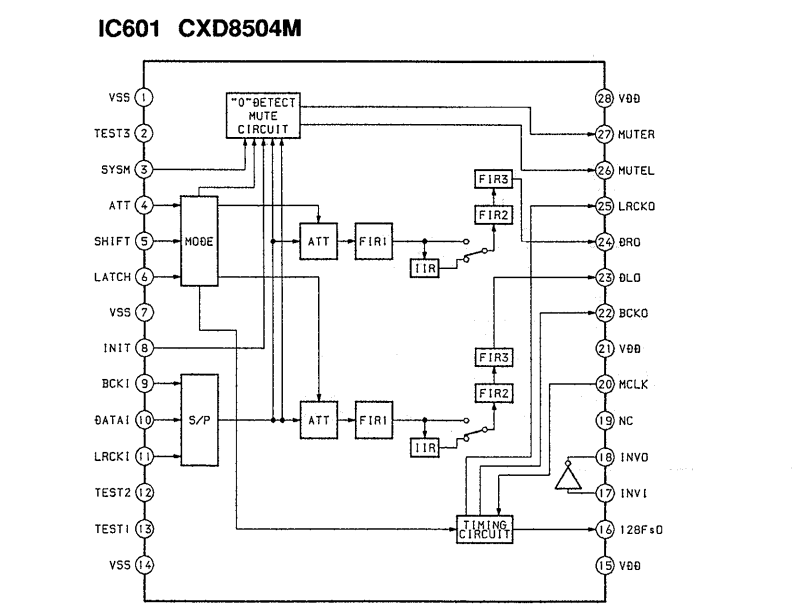 IC601 CXD8504M
VSS 1
TEST3 2
SYSM 3
ATT 4
SHIFT 5
LATCH 6
VSS 7
INIT 8
BCKI 9
DATAI 10
LRCKI 11
TEST2 12
TEST1 13
VSS 14
"0" DETECT
MUTE
CIRCUIT
MODE
S/P
ATT
FIR1
IIR
FIR2
FIR3
FIR3
FIR2
ATT
FIR1
IIR
TIMING
CIRCUIT
28 VDD
27 MUTER
26 MUTEL
25 LRCKO
24 DRO
23 DLO
22 BCKO
21 VDD
20 MCLK
19 NC
18 INVO
17 INVI
16 128FsO
15 VDD